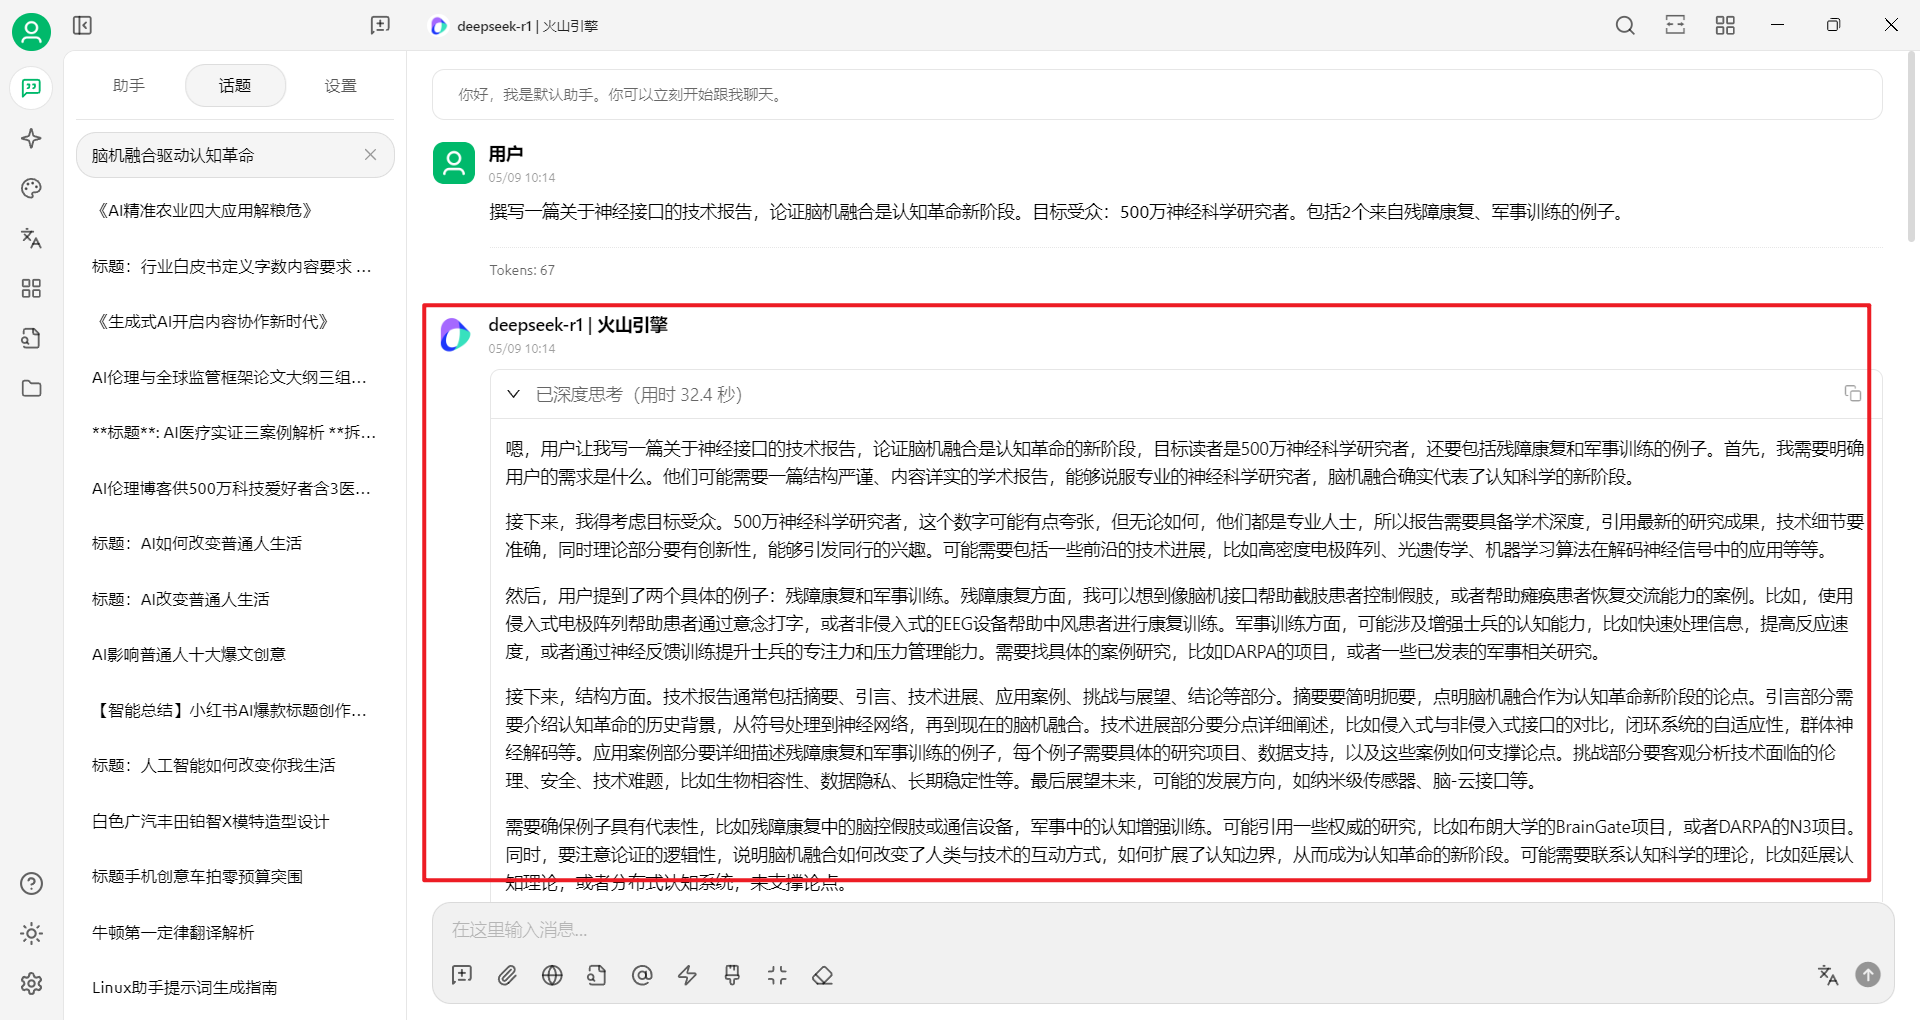 deepseek-r1 | 火山引擎
助手
话题
设置
脑机融合驱动认知革命
《AI精准农业四大应用解粮危》
标题：行业白皮书定义字数内容要求 ...
《生成式AI开启内容协作新时代》
AI伦理与全球监管框架论文大纲三组...
**标题**: AI医疗实证三案例解析 **拆...
AI伦理博客供500万科技爱好者含3医...
标题：AI如何改变普通人生活
标题：AI改变普通人生活
AI影响普通人十大爆文创意
【智能总结】小红书AI爆款标题创作...
标题：人工智能如何改变你我生活
白色广汽丰田铂智X模特造型设计
标题手机创意车拍零预算突围
牛顿第一定律翻译解析
Linux助手提示词生成指南
你好，我是默认助手。你可以立刻开始跟我聊天。
用户
05/09 10:14
撰写一篇关于神经接口的技术报告，论证脑机融合是认知革命新阶段。目标受众：500万神经科学研究者。包括2个来自残障康复、军事训练的例子。
Tokens: 67
deepseek-r1 | 火山引擎
05/09 10:14
已深度思考（用时 32.4 秒）
嗯，用户让我写一篇关于神经接口的技术报告，论证脑机融合是认知革命的新阶段，目标读者是500万神经科学研究者，还要包括残障康复和军事训练的例子。首先，我需要明确
用户的需求是什么。他们可能需要一篇结构严谨、内容详实的学术报告，能够说服专业的神经科学研究者，脑机融合确实代表了认知科学的新阶段。
接下来，我得考虑目标受众。500万神经科学研究者，这个数字可能有点夸张，但无论如何，他们都是专业人士，所以报告需要具备学术深度，引用最新的研究成果，技术细节要
准确，同时理论部分要有创新性，能够引发同行的兴趣。可能需要包括一些前沿的技术进展，比如高密度电极阵列、光遗传学、机器学习算法在解码神经信号中的应用等等。
然后，用户提到了两个具体的例子：残障康复和军事训练。残障康复方面，我可以想到像脑机接口帮助截肢患者控制假肢，或者帮助瘫痪患者恢复交流能力的案例。比如，使用
侵入式电极阵列帮助患者通过意念打字，或者非侵入式的EEG设备帮助中风患者进行康复训练。军事训练方面，可能涉及增强士兵的认知能力，比如快速处理信息，提高反应速
度，或者通过神经反馈训练提升士兵的专注力和压力管理能力。需要找具体的案例研究，比如DARPA的项目，或者一些已发表的军事相关研究。
接下来，结构方面。技术报告通常包括摘要、引言、技术进展、应用案例、挑战与展望、结论等部分。摘要要简明扼要，点明脑机融合作为认知革命新阶段的论点。引言部分需
要介绍认知革命的历史背景，从符号处理到神经网络，再到现在的脑机融合。技术进展部分要分点详细阐述，比如侵入式与非侵入式接口的对比，闭环系统的自适应性，群体神
经解码等。应用案例部分要详细描述残障康复和军事训练的例子，每个例子需要具体的研究项目、数据支持，以及这些案例如何支撑论点。挑战部分要客观分析技术面临的伦
理、安全、技术难题，比如生物相容性、数据隐私、长期稳定性等。最后展望未来，可能的发展方向，如纳米级传感器、脑-云接口等。
需要确保例子具有代表性，比如残障康复中的脑控假肢或通信设备，军事中的认知增强训练。可能引用一些权威的研究，比如布朗大学的BrainGate项目，或者DARPA的N3项目。
同时，要注意论证的逻辑性，说明脑机融合如何改变了人类与技术的互动方式，如何扩展了认知边界，从而成为认知革命的新阶段。可能需要联系认知科学的理论，比如延展认
知理论，或者分布式认知系统，来支撑论点。
在这里输入消息...